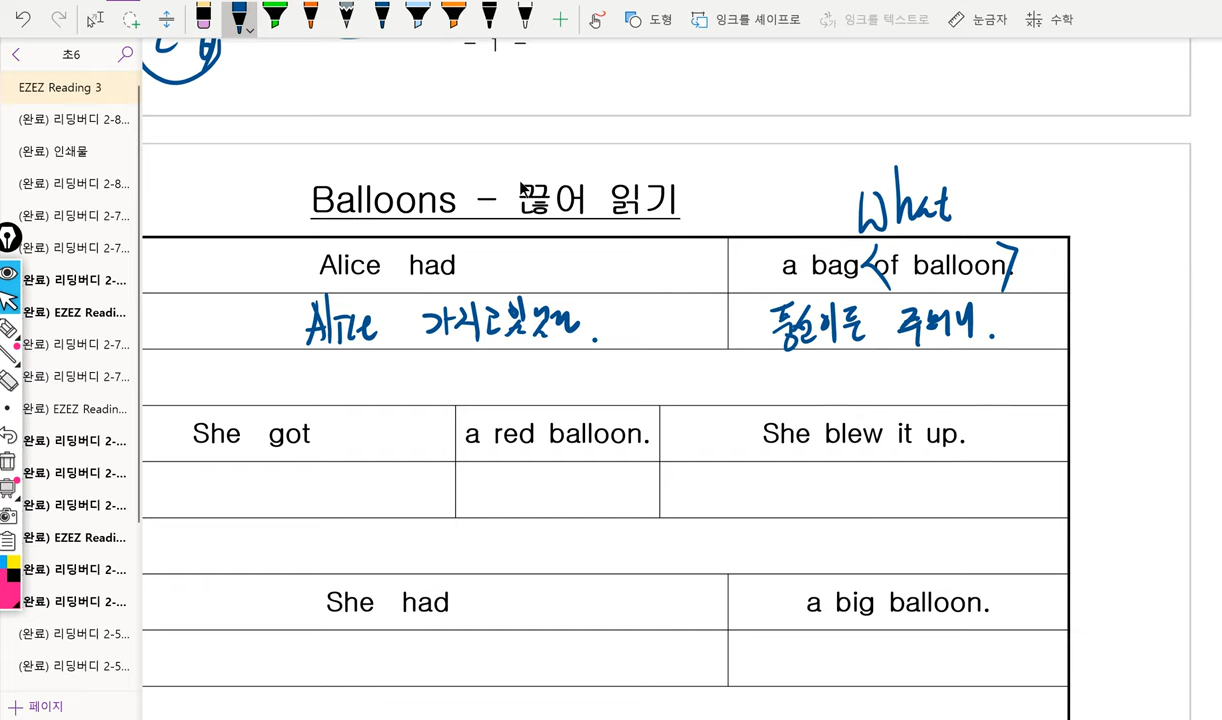 도형
잉크를 셰이프로
잉크를 텍스트로
눈금자
수학
초6
EZEZ Reading 3
(완료) 리딩버디 2-8...
(완료) 인쇄물
(완료) 리딩버디 2-8...
(완료) 리딩버디 2-7...
완료) 리딩버디 2-7...
완료) 리딩버디 2-...
완료) EZEZ Readi...
완료) 리딩버디 2-7...
완료) 리딩버디 2-7...
완료) EZEZ Readin...
완료) 리딩버디 2-...
완료) 리딩버디 2-...
완료) 리딩버디 2-...
완료) EZEZ Readi...
완료) 리딩버디 2-...
완료) 리딩버디 2-...
(완료) 리딩버디 2-5...
(완료) 리딩버디 2-5...
페이지
- 1 -
Balloons - 끊어 읽기
What
Alice had
a bag <of balloon.>
Alice 가지고있었다.
풍선이든 주머니.
She got
a red balloon.
She blew it up.
She had
a big balloon.